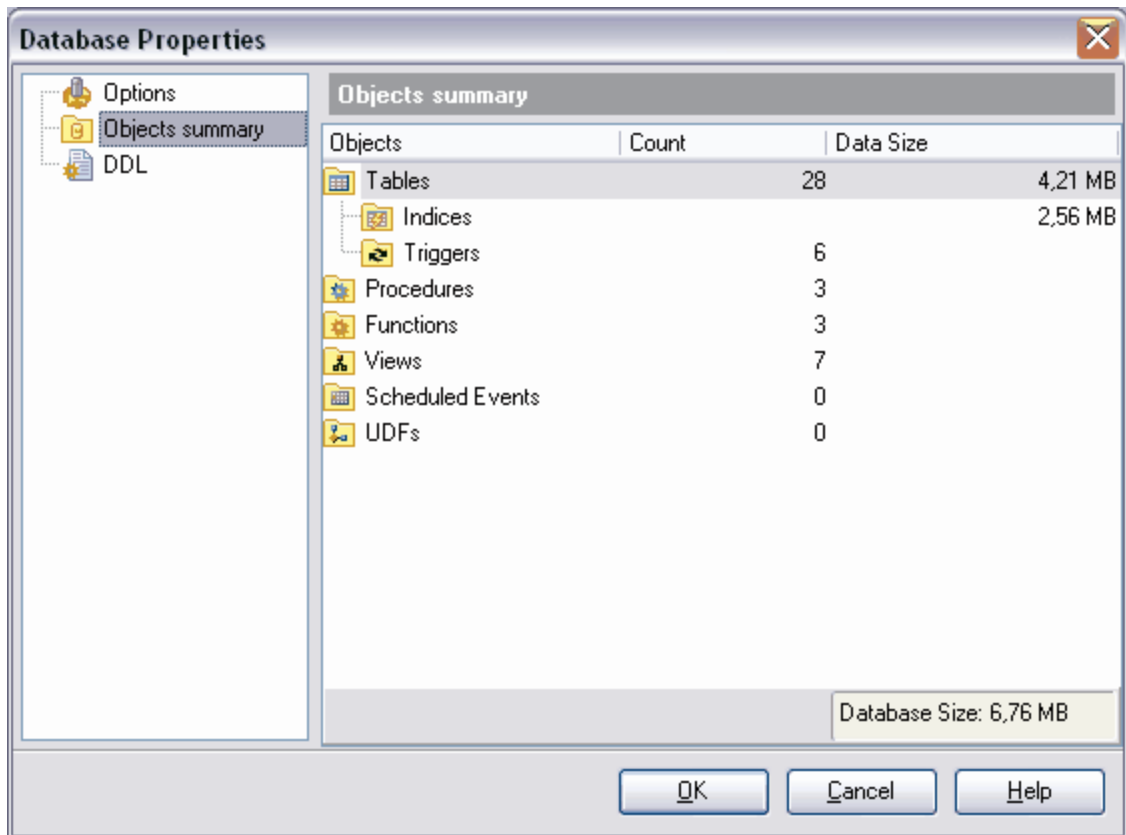 Database Properties
Options
Objects summary
DDL
Objects summary
Objects Count Data Size
Tables 28 4,21 MB
Indices 2,56 MB
Triggers 6
Procedures 3
Functions 3
Views 7
Scheduled Events 0
UDFs 0
Database Size: 6,76 MB
OK Cancel Help